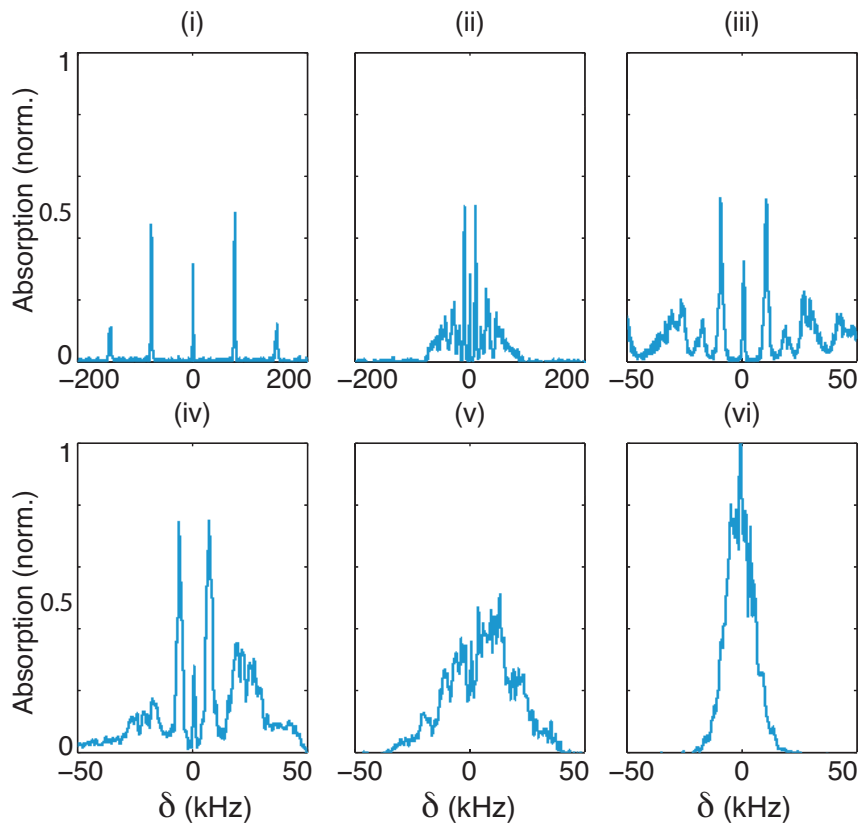 (i) (ii) (iii)
Absorption (norm.)
1
0.5
0
−200 0 200
−200 0 200
−50 0 50
(iv) (v) (vi)
Absorption (norm.)
1
0.5
0
−50 0 50
−50 0 50
−50 0 50
δ (kHz) δ (kHz) δ (kHz)